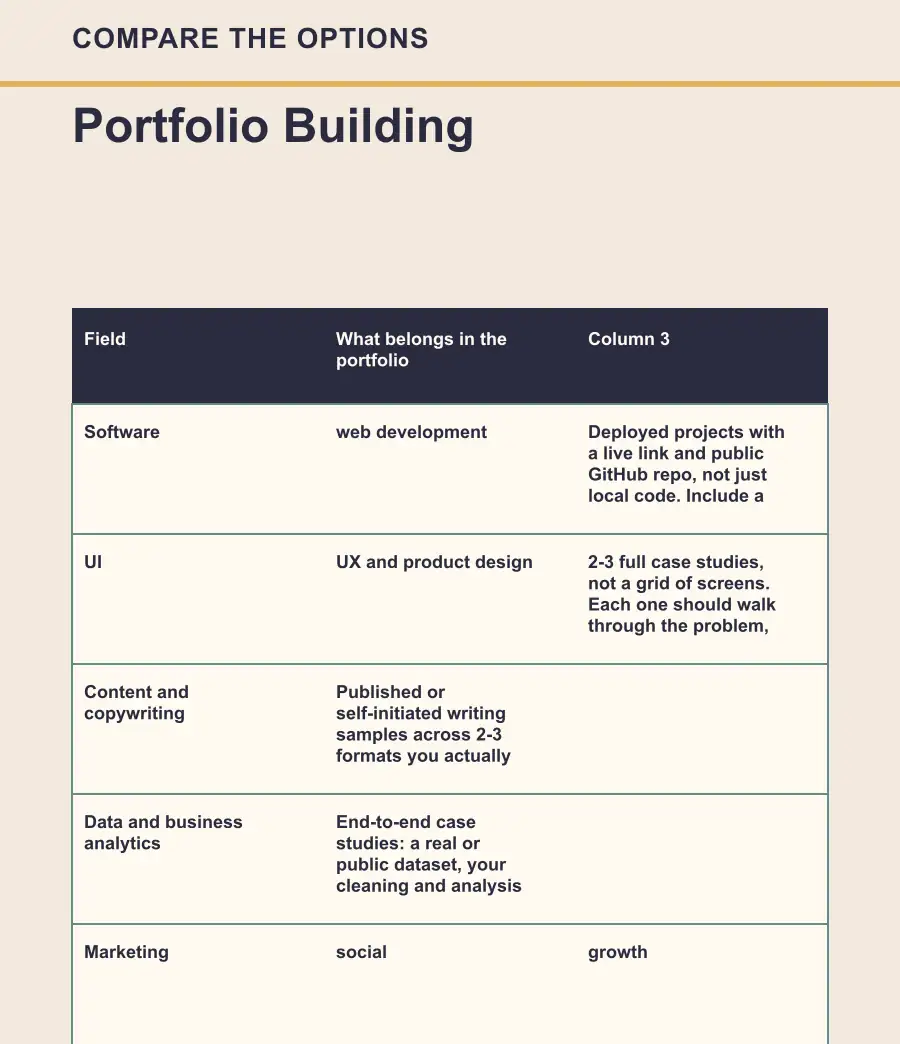 COMPARE THE OPTIONS
Portfolio Building
Field
What belongs in the
portfolio
Column 3
Software
web development
Deployed projects with
a live link and public
GitHub repo, not just
local code. Include a
UI
UX and product design
2-3 full case studies,
not a grid of screens.
Each one should walk
through the problem,
Content and
copywriting
Published or
self-initiated writing
samples across 2-3
formats you actually
Data and business
analytics
End-to-end case
studies: a real or
public dataset, your
cleaning and analysis
Marketing
social
growth